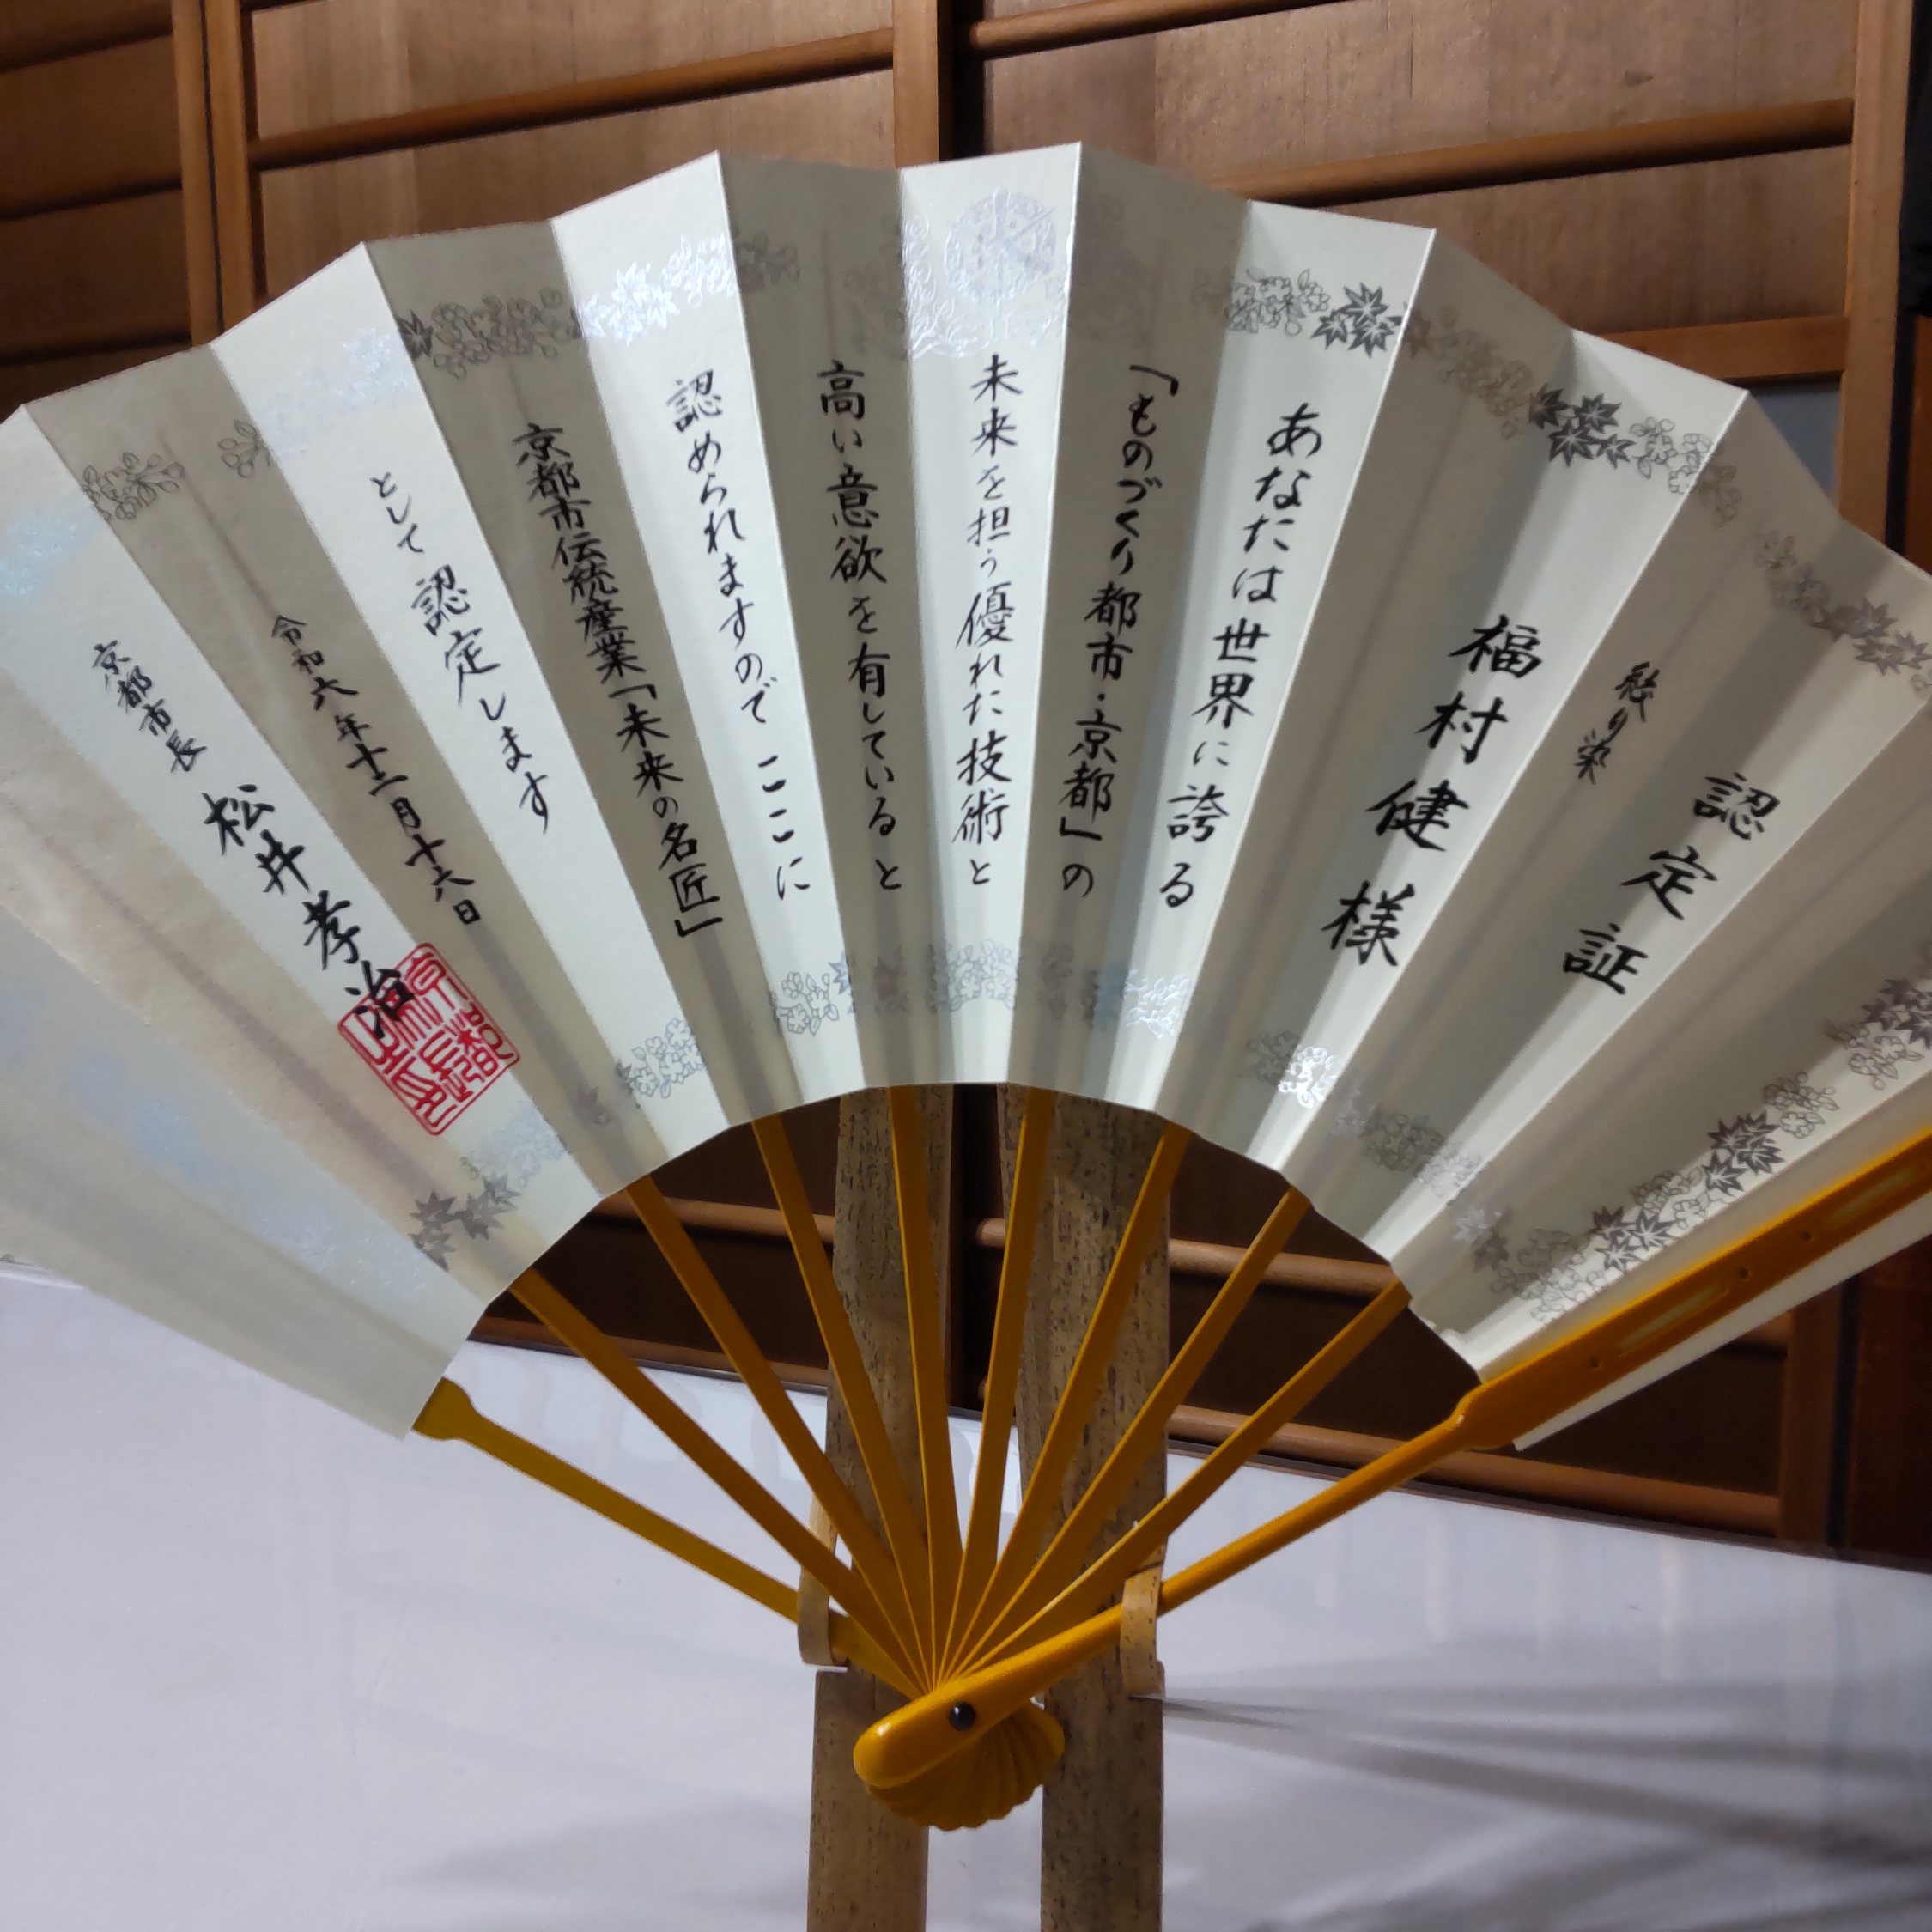 認定証
絞り染
福村健様
あなたは世界に誇る
「ものづくり都市・京都」の
未来を担う優れた技術と
高い意欲を有していると
認められますのでここに
京都市伝統産業「未来の名匠」
として認定します
令和六年十二月十六日
京都市長 松井孝治